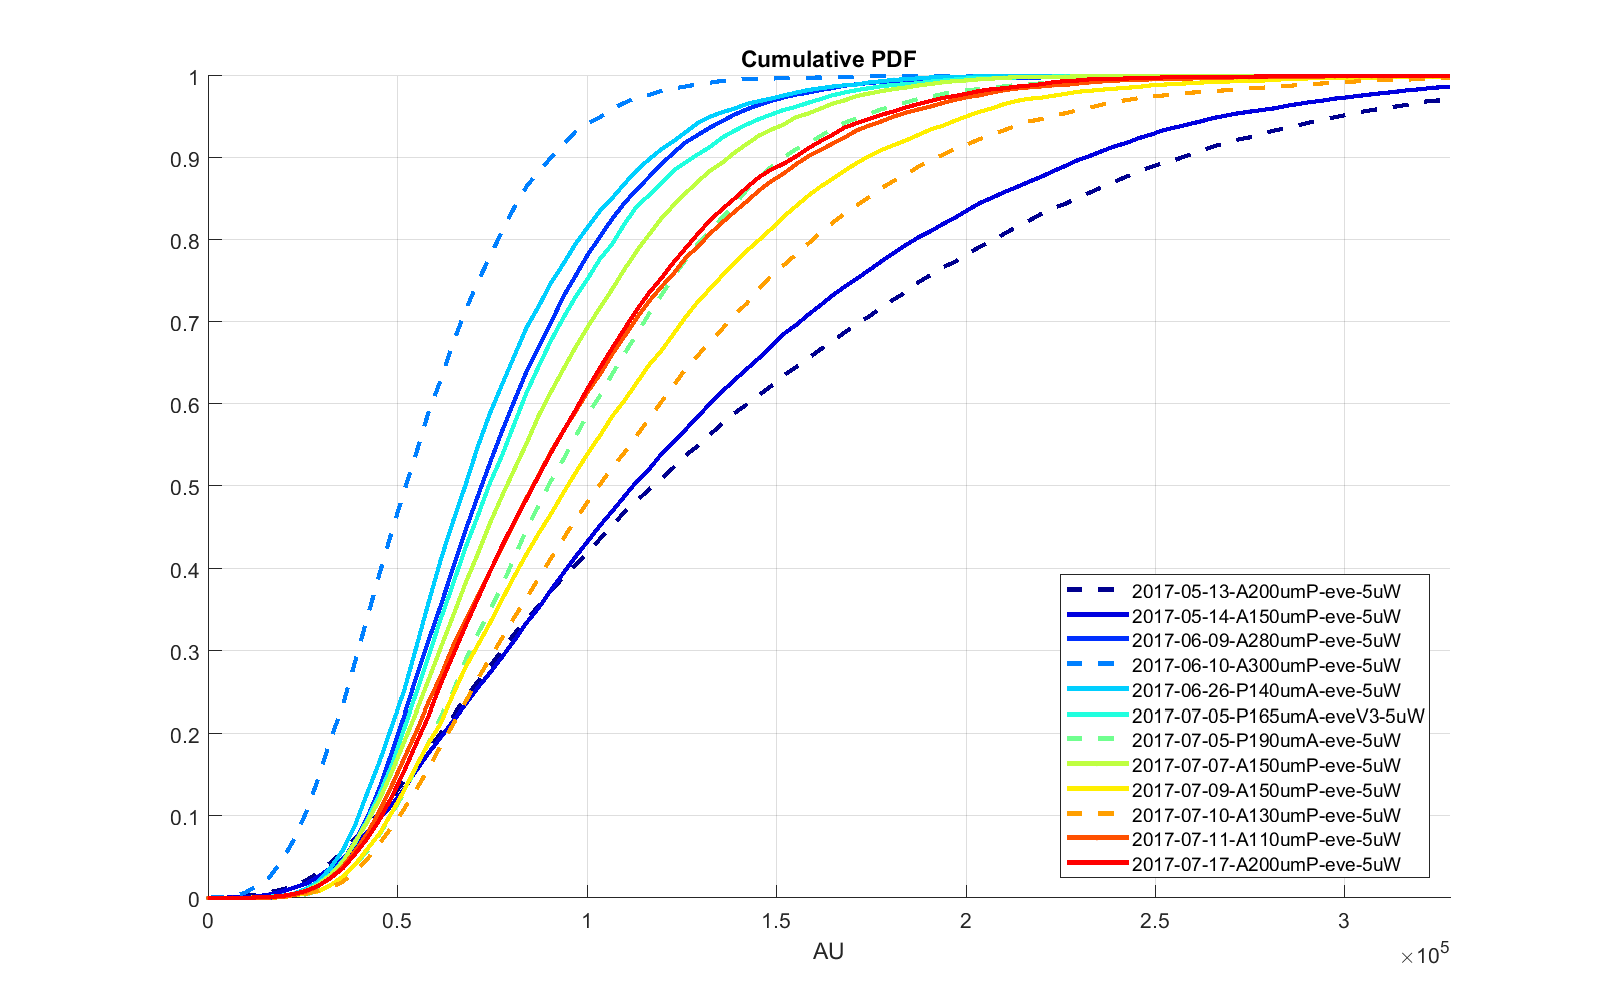 Cumulative PDF
1
0.9
0.8
0.7
0.6
0.5
0.4
0.3
0.2
0.1
0
2017-05-13-A200umP-eve-5uW
2017-05-14-A150umP-eve-5uW
2017-06-09-A280umP-eve-5uW
2017-06-10-A300umP-eve-5uW
2017-06-26-P140umA-eve-5uW
2017-07-05-P165umA-eveV3-5uW
2017-07-05-P190umA-eve-5uW
2017-07-07-A150umP-eve-5uW
2017-07-09-A150umP-eve-5uW
2017-07-10-A130umP-eve-5uW
2017-07-11-A110umP-eve-5uW
2017-07-17-A200umP-eve-5uW
0 0.5 1 1.5 2 2.5 3
AU
×10⁵